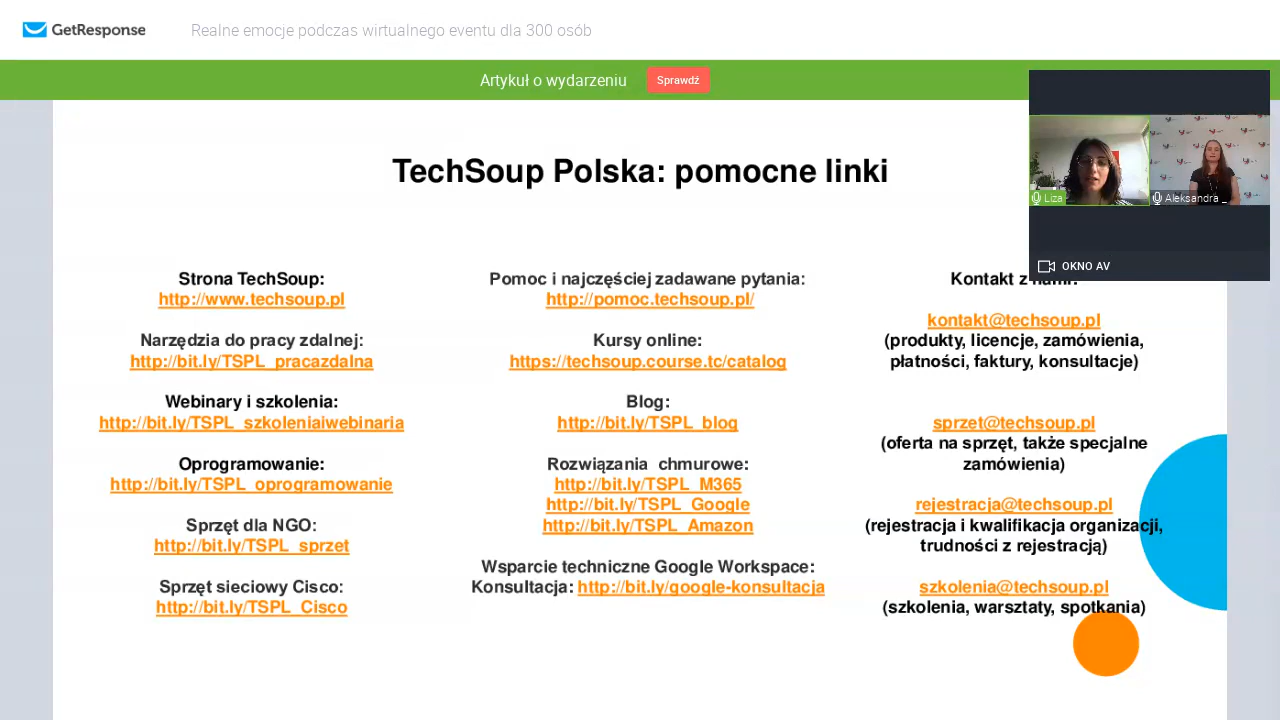 GetResponse
Realne emocje podczas wirtualnego eventu dla 300 osób
Artykuł o wydarzeniu
Sprawdź
TechSoup Polska: pomocne linki
Liza
Aleksandra _
OKNO AV
Strona TechSoup:
http://www.techsoup.pl
Narzędzia do pracy zdalnej:
http://bit.ly/TSPL_pracazdalna
Webinary i szkolenia:
http://bit.ly/TSPL_szkoleniaiwebinaria
Oprogramowanie:
http://bit.ly/TSPL_oprogramowanie
Sprzęt dla NGO:
http://bit.ly/TSPL_sprzet
Sprzęt sieciowy Cisco:
http://bit.ly/TSPL_Cisco
Pomoc i najczęściej zadawane pytania:
http://pomoc.techsoup.pl/
Kursy online:
https://techsoup.course.tc/catalog
Blog:
http://bit.ly/TSPL_blog
Rozwiązania chmurowe:
http://bit.ly/TSPL_M365
http://bit.ly/TSPL_Google
http://bit.ly/TSPL_Amazon
Wsparcie techniczne Google Workspace:
Konsultacja: http://bit.ly/google-konsultacja
Kontakt z nami:
kontakt@techsoup.pl
(produkty, licencje, zamówienia,
płatności, faktury, konsultacje)
sprzet@techsoup.pl
(oferta na sprzęt, także specjalne
zamówienia)
rejestracja@techsoup.pl
(rejestracja i kwalifikacja organizacji,
trudności z rejestracją)
szkolenia@techsoup.pl
(szkolenia, warsztaty, spotkania)